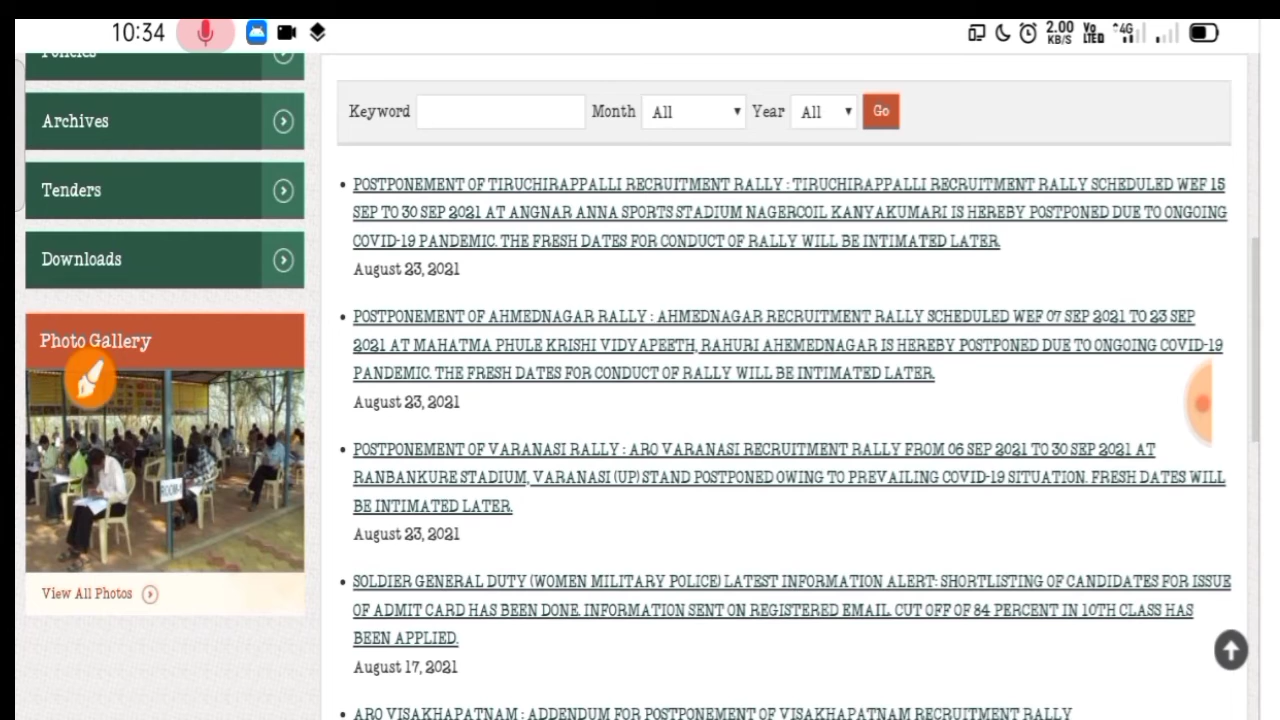 10:34
2.00 KB/S
Vo LTED
4G
Policies
Archives
Tenders
Downloads
Photo Gallery
ROOM-1
View All Photos
Keyword Month All Year All Go
POSTPONEMENT OF TIRUCHIRAPPALLI RECRUITMENT RALLY : TIRUCHIRAPPALLI RECRUITMENT RALLY SCHEDULED WEF 15
SEP TO 30 SEP 2021 AT ANGNAR ANNA SPORTS STADIUM NAGERCOIL KANYAKUMARI IS HEREBY POSTPONED DUE TO ONGOING
COVID-19 PANDEMIC. THE FRESH DATES FOR CONDUCT OF RALLY WILL BE INTIMATED LATER.
August 23, 2021
POSTPONEMENT OF AHMEDNAGAR RALLY : AHMEDNAGAR RECRUITMENT RALLY SCHEDULED WEF 07 SEP 2021 TO 23 SEP
2021 AT MAHATMA PHULE KRISHI VIDYAPEETH, RAHURI AHEMEDNAGAR IS HEREBY POSTPONED DUE TO ONGOING COVID-19
PANDEMIC. THE FRESH DATES FOR CONDUCT OF RALLY WILL BE INTIMATED LATER.
August 23, 2021
POSTPONEMENT OF VARANASI RALLY : ARO VARANASI RECRUITMENT RALLY FROM 06 SEP 2021 TO 30 SEP 2021 AT
RANBANKURE STADIUM, VARANASI (UP) STAND POSTPONED OWING TO PREVAILING COVID-19 SITUATION. FRESH DATES WILL
BE INTIMATED LATER.
August 23, 2021
SOLDIER GENERAL DUTY (WOMEN MILITARY POLICE) LATEST INFORMATION ALERT: SHORTLISTING OF CANDIDATES FOR ISSUE
OF ADMIT CARD HAS BEEN DONE. INFORMATION SENT ON REGISTERED EMAIL. CUT OFF OF 84 PERCENT IN 10TH CLASS HAS
BEEN APPLIED.
August 17, 2021
ARO VISAKHAPATNAM : ADDENDUM FOR POSTPONEMENT OF VISAKHAPATNAM RECRUITMENT RALLY